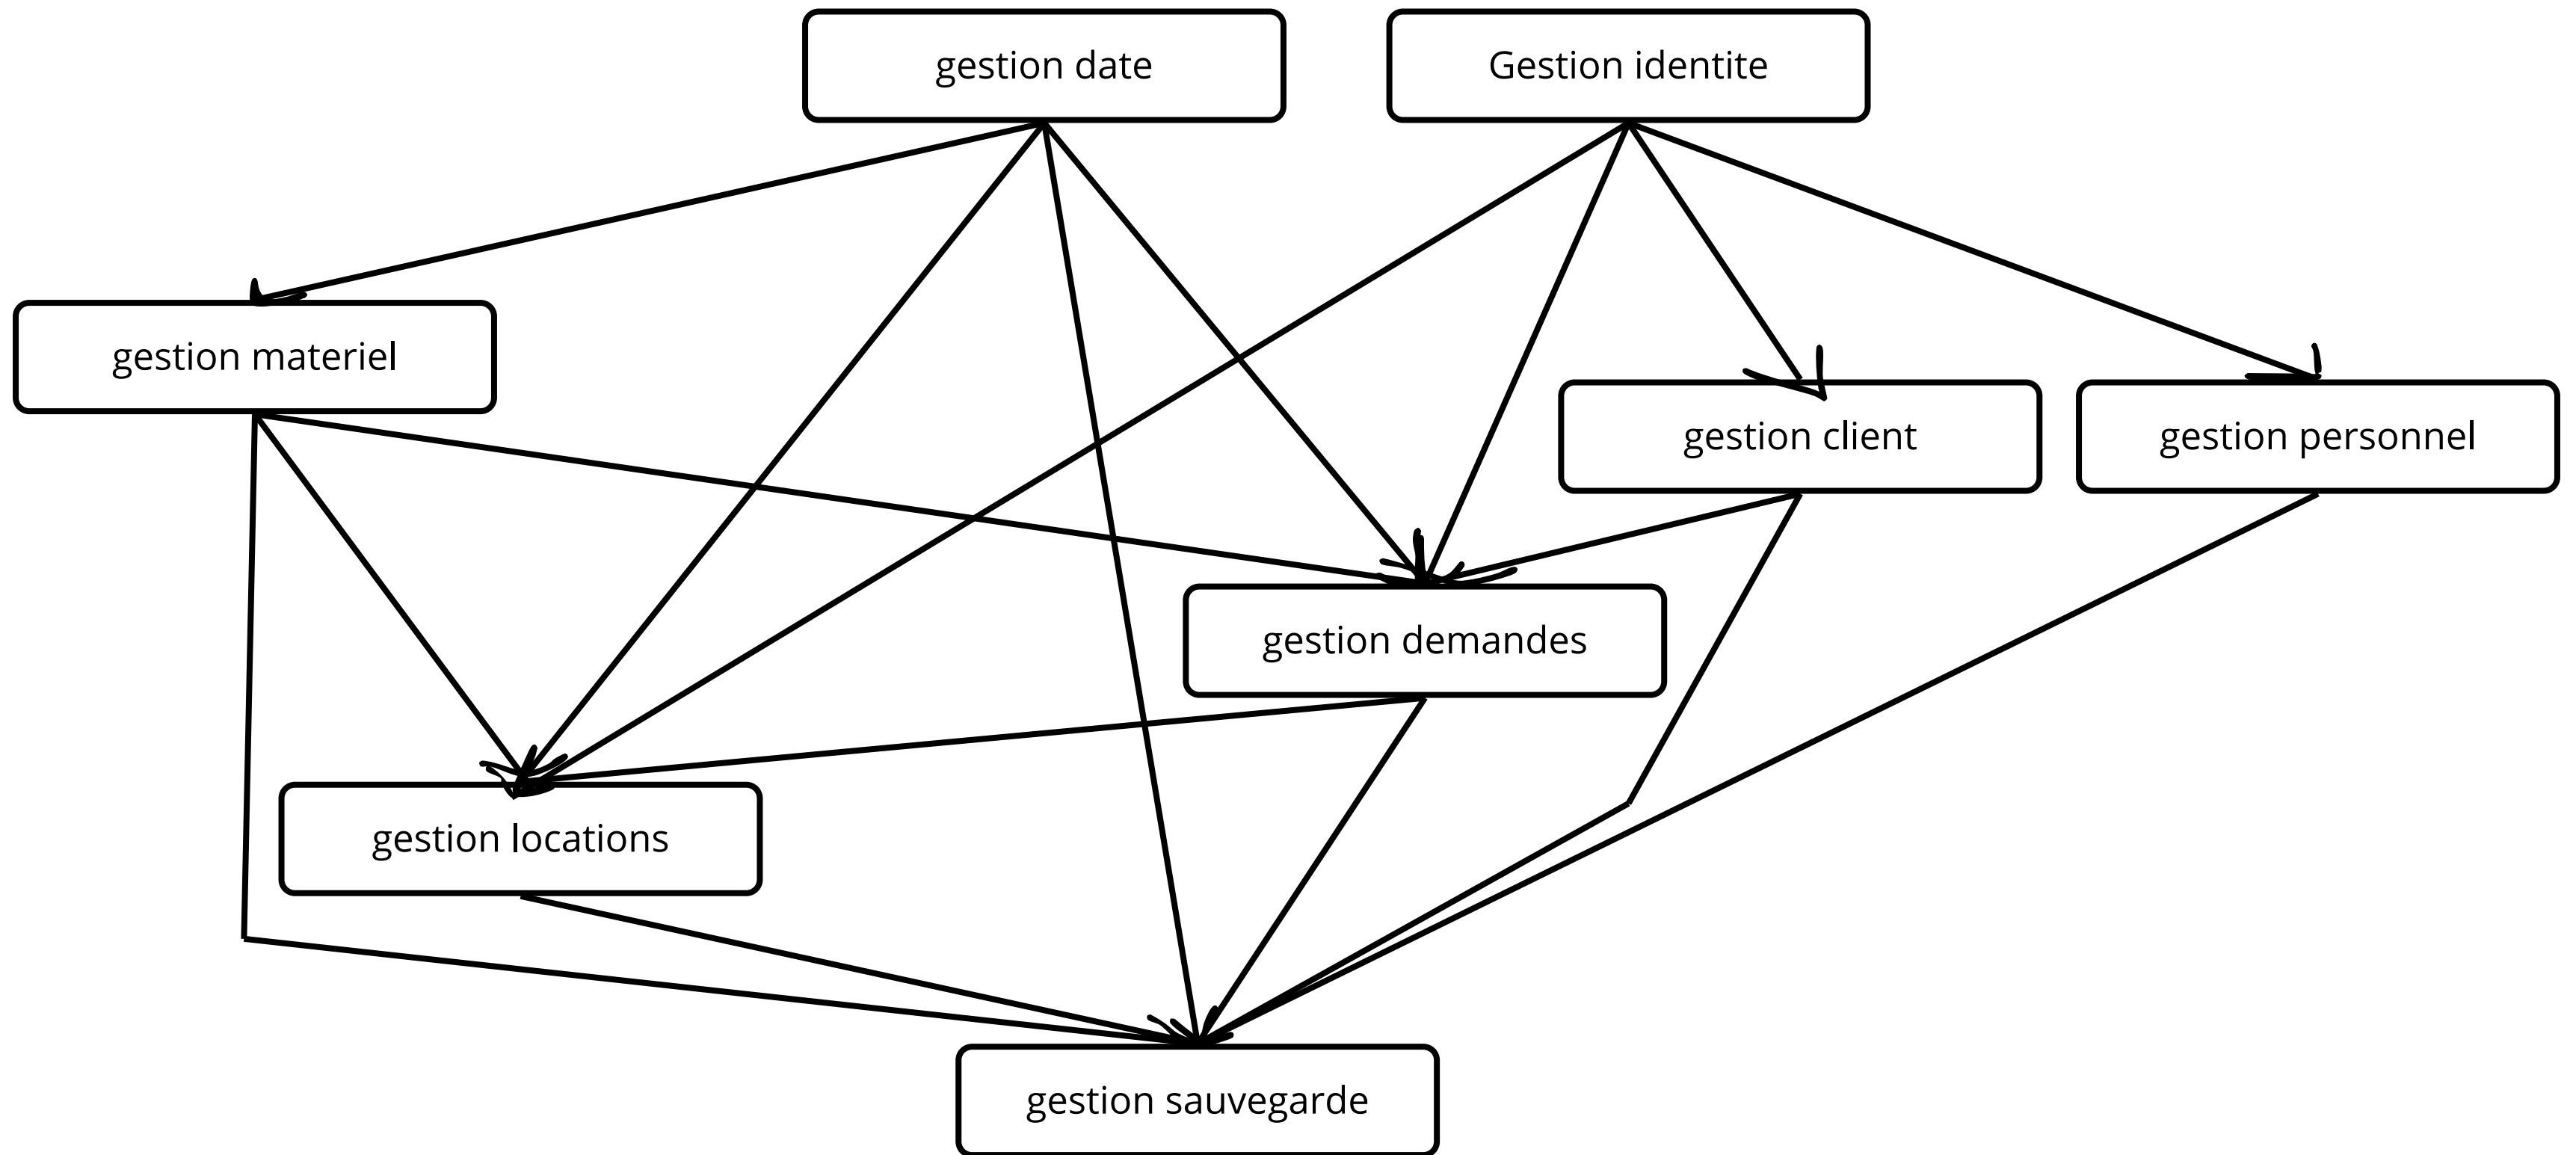 gestion date
Gestion identite
gestion materiel
gestion client
gestion personnel
gestion demandes
gestion locations
gestion sauvegarde